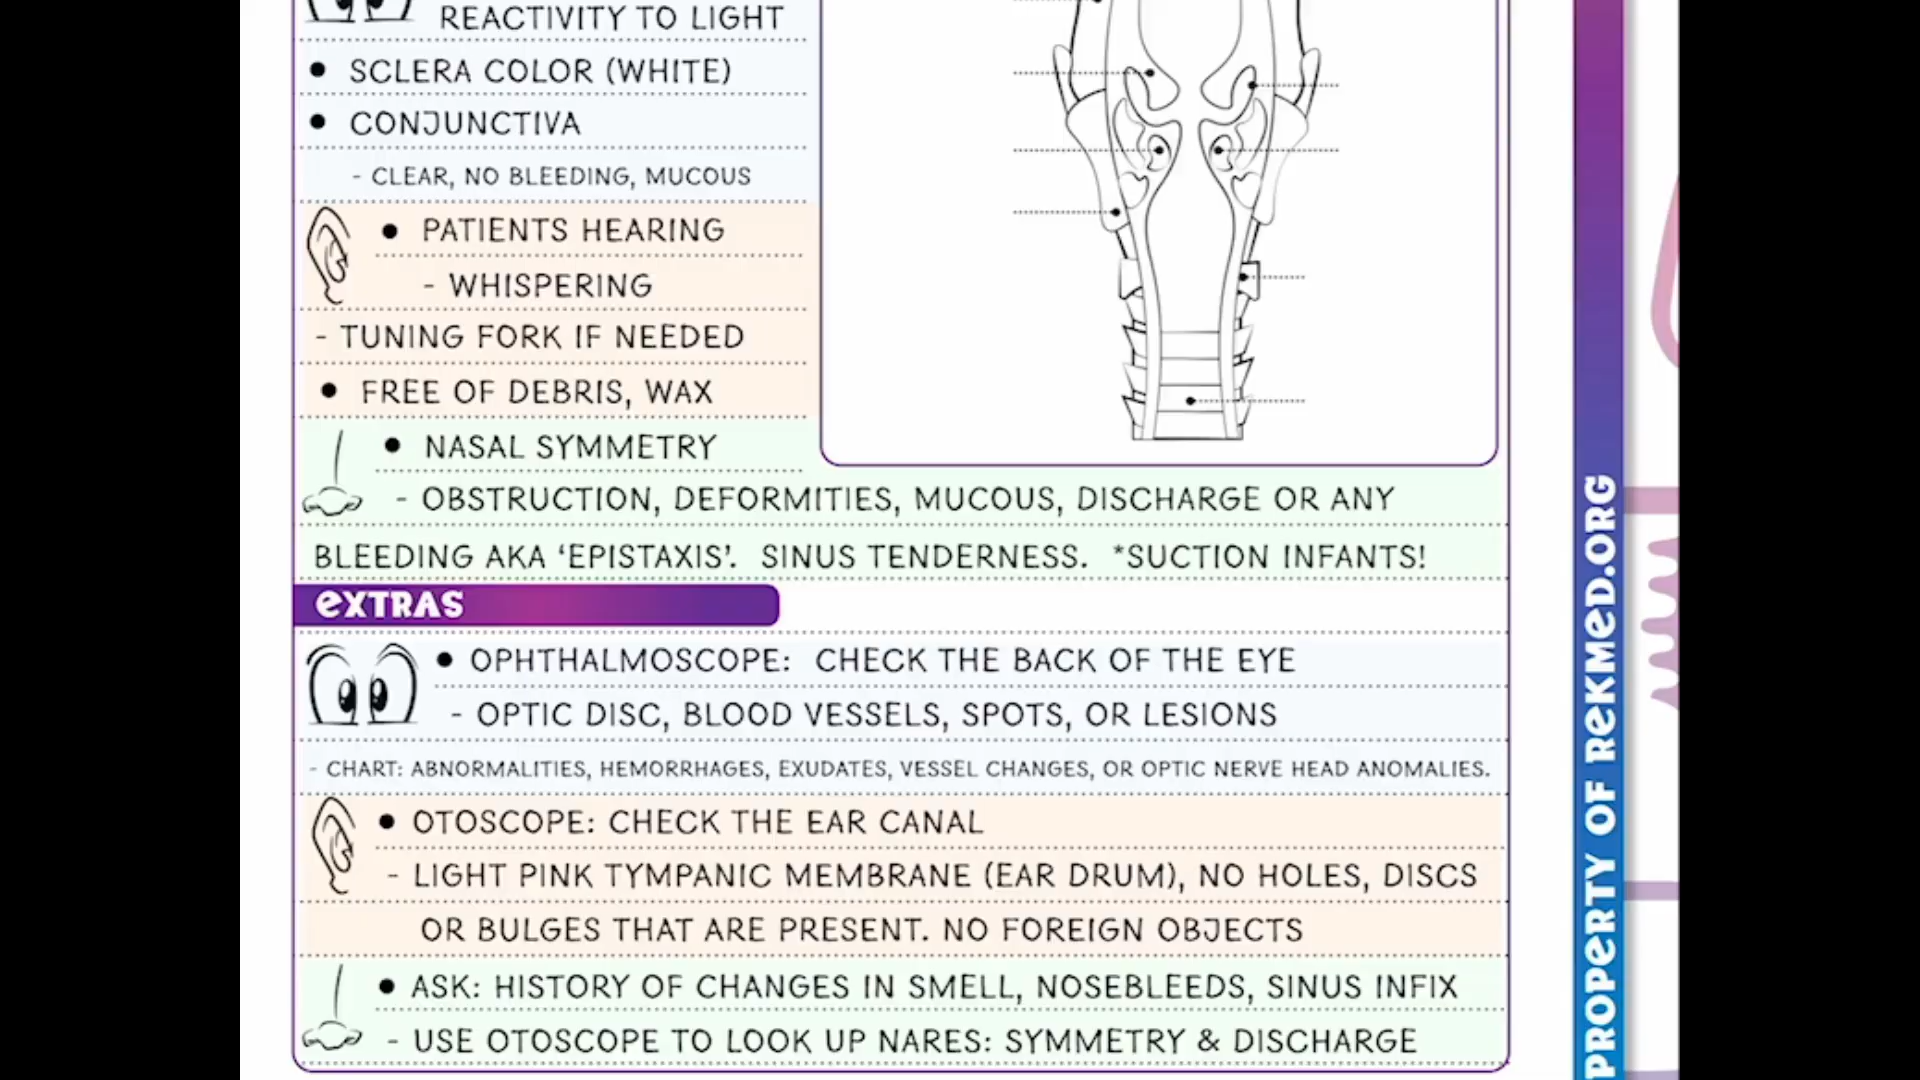 REACTIVITY TO LIGHT
• SCLERA COLOR (WHITE)
• CONJUNCTIVA
- CLEAR, NO BLEEDING, MUCOUS
• PATIENTS HEARING
- WHISPERING
- TUNING FORK IF NEEDED
• FREE OF DEBRIS, WAX
• NASAL SYMMETRY
- OBSTRUCTION, DEFORMITIES, MUCOUS, DISCHARGE OR ANY
BLEEDING AKA ‘EPISTAXIS’. SINUS TENDERNESS. *SUCTION INFANTS!
EXTRAS
• OPHTHALMOSCOPE: CHECK THE BACK OF THE EYE
- OPTIC DISC, BLOOD VESSELS, SPOTS, OR LESIONS
- CHART: ABNORMALITIES, HEMORRHAGES, EXUDATES, VESSEL CHANGES, OR OPTIC NERVE HEAD ANOMALIES.
• OTOSCOPE: CHECK THE EAR CANAL
- LIGHT PINK TYMPANIC MEMBRANE (EAR DRUM), NO HOLES, DISCS
OR BULGES THAT ARE PRESENT. NO FOREIGN OBJECTS
• ASK: HISTORY OF CHANGES IN SMELL, NOSEBLEEDS, SINUS INFIX
- USE OTOSCOPE TO LOOK UP NARES: SYMMETRY & DISCHARGE
PROPERTY OF REKMED.ORG